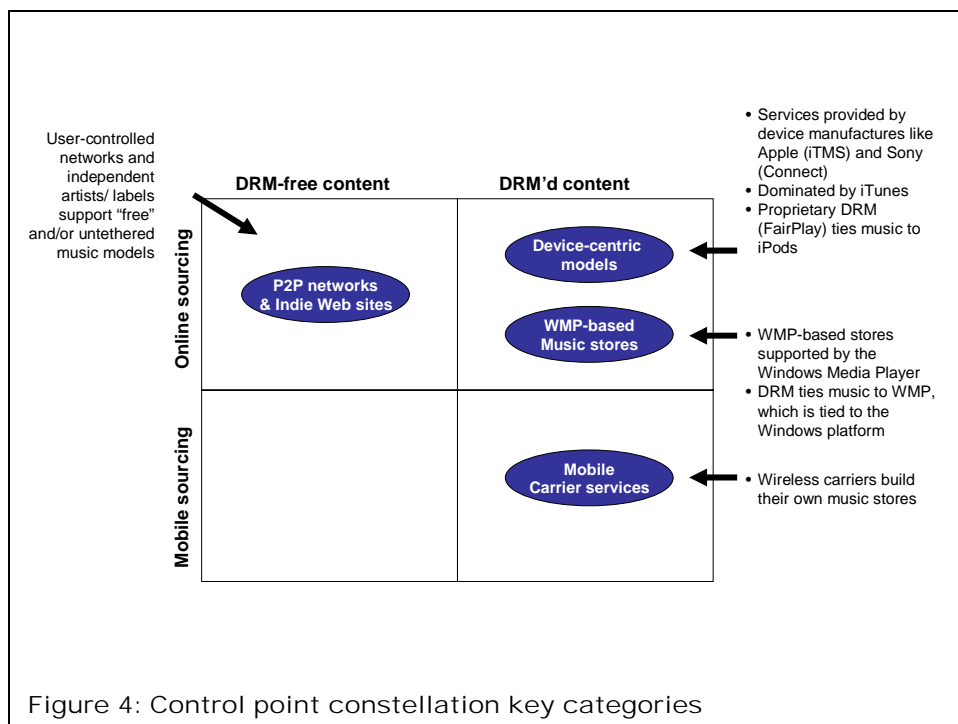 User-controlled
networks and
independent
artists/ labels
support “free”
and/or untethered
music models
DRM-free content
DRM’d content
Online sourcing
Mobile sourcing
P2P networks
& Indie Web sites
Device-centric
models
WMP-based
Music stores
Mobile
Carrier services
• Services provided by
device manufactures like
Apple (iTMS) and Sony
(Connect)
• Dominated by iTunes
• Proprietary DRM
(FairPlay) ties music to
iPods
• WMP-based stores
supported by the
Windows Media Player
• DRM ties music to WMP,
which is tied to the
Windows platform
• Wireless carriers build
their own music stores
Figure 4: Control point constellation key categories